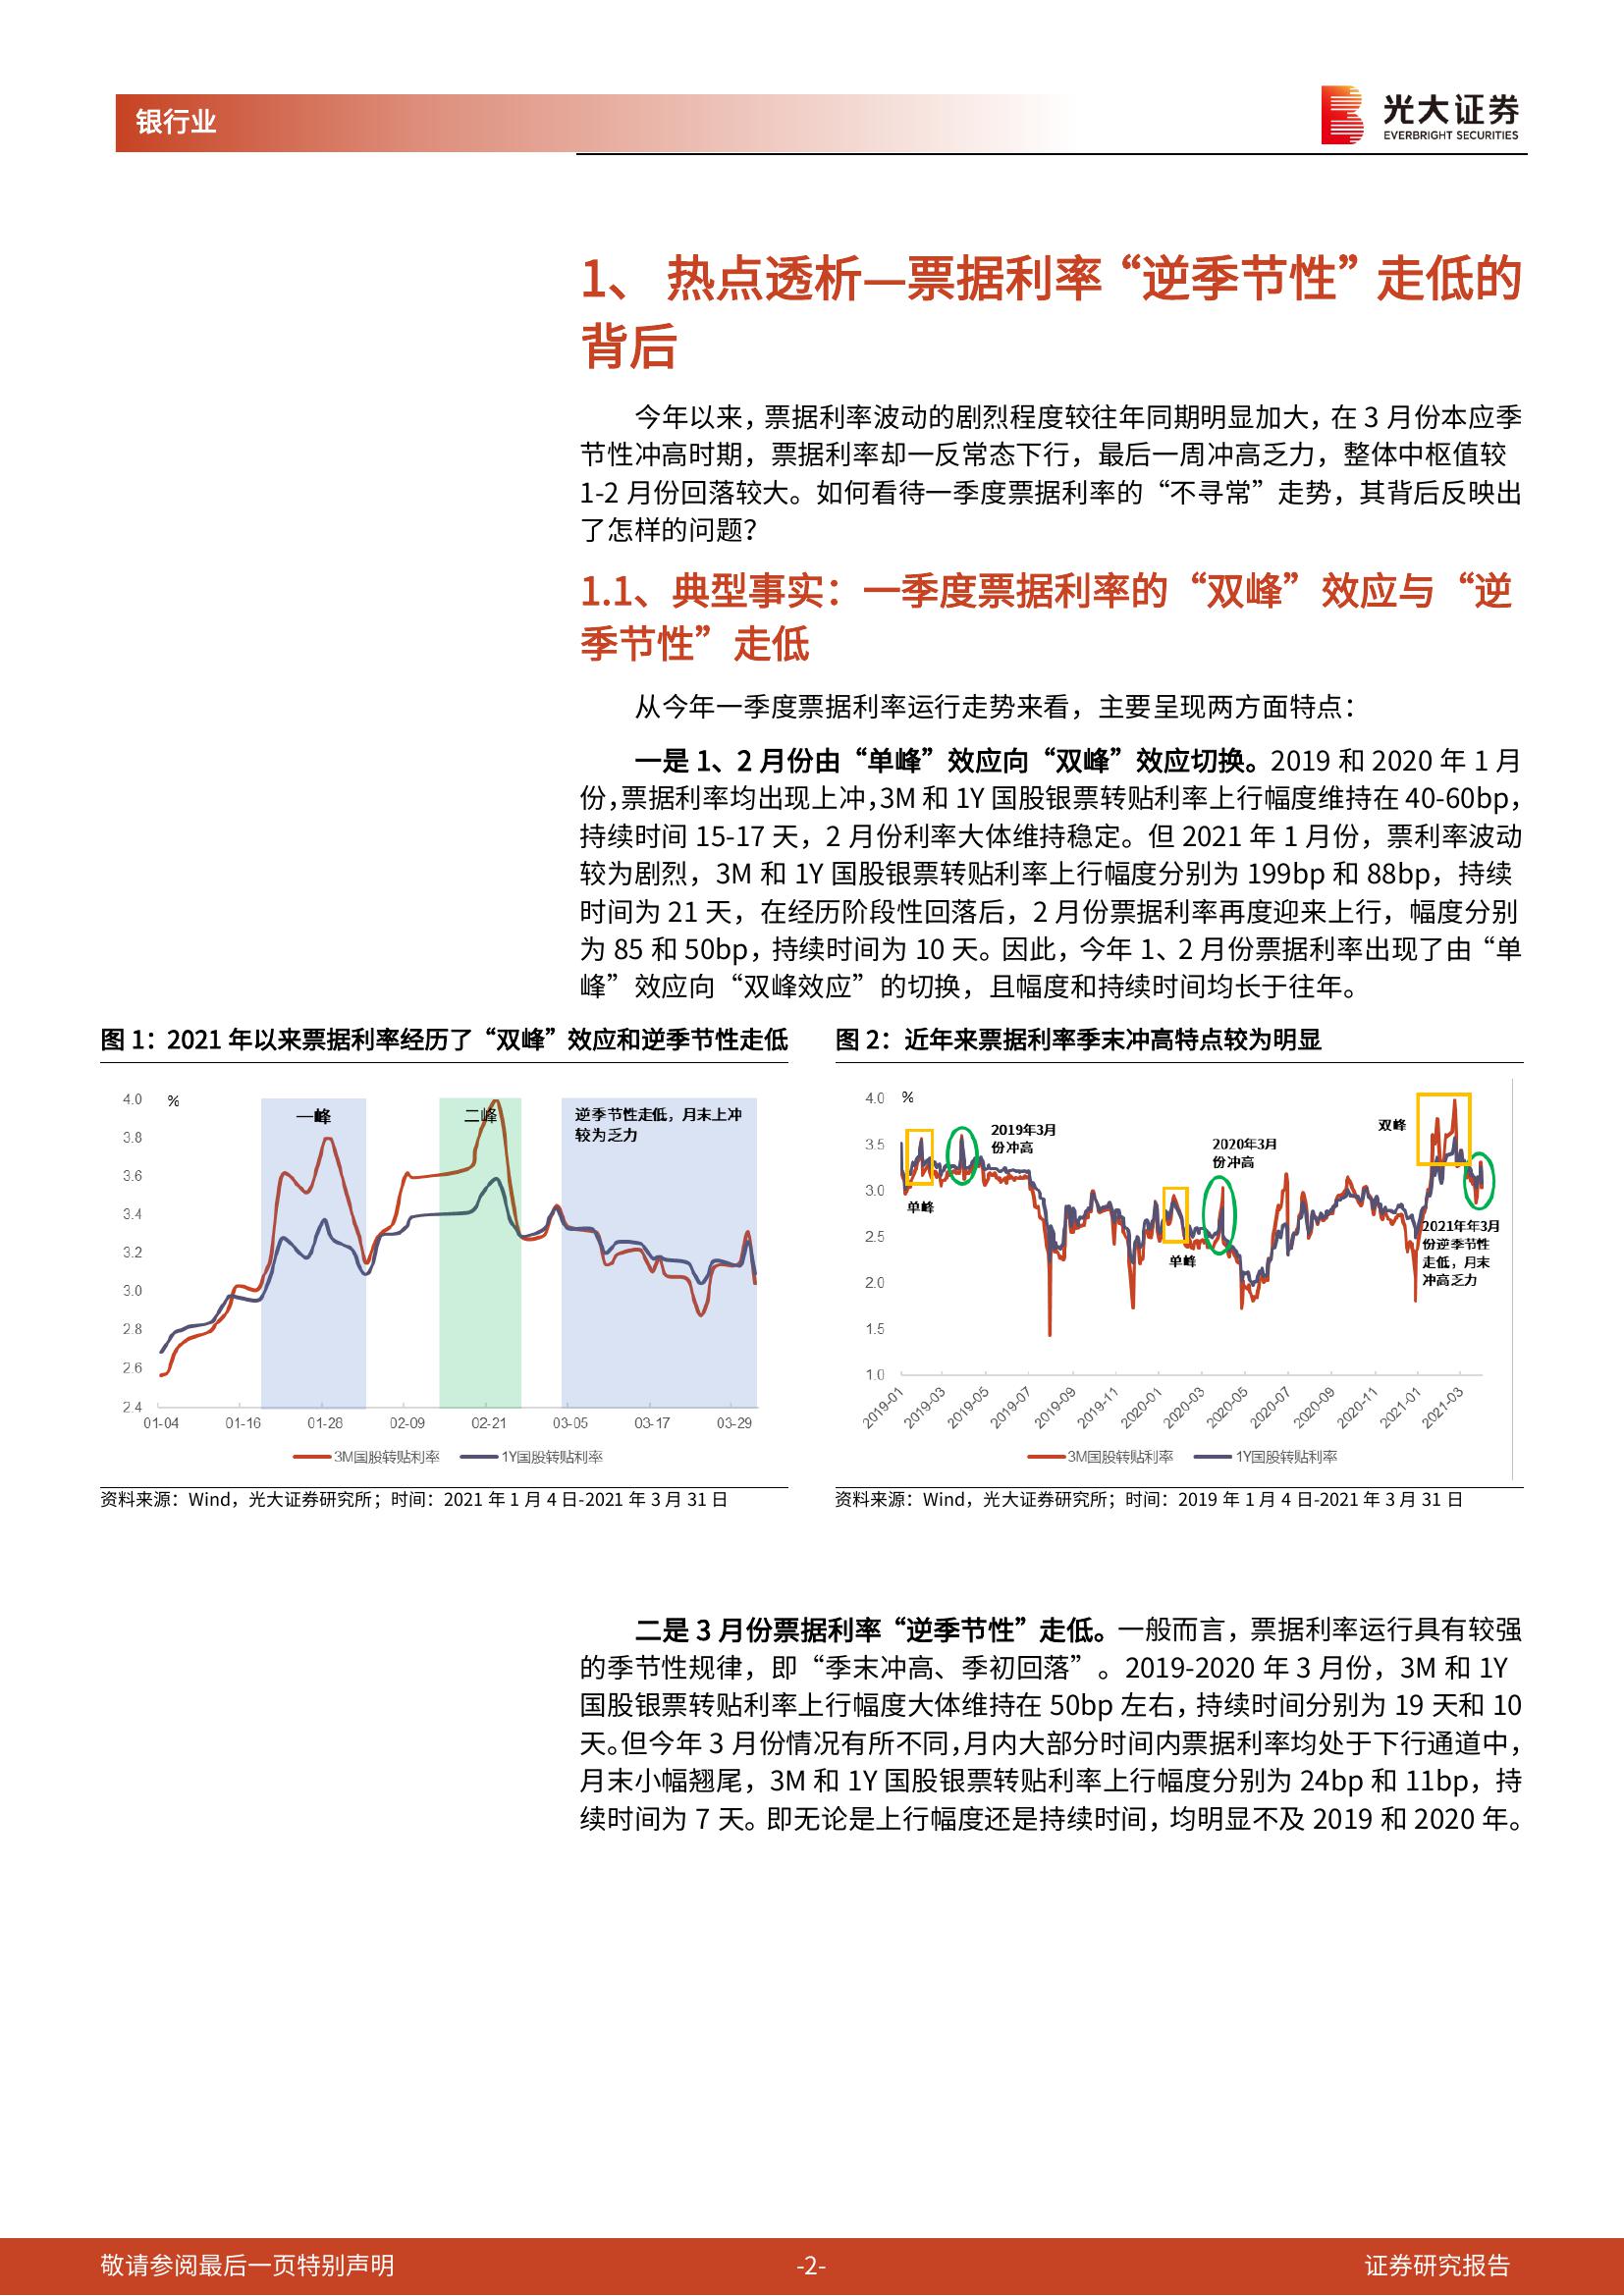 银行业
光大证券
EVERBRIGHT SECURITIES
1、 热点透析—票据利率“逆季节性”走低的
背后
今年以来，票据利率波动的剧烈程度较往年同期明显加大，在 3 月份本应季
节性冲高时期，票据利率却一反常态下行，最后一周冲高乏力，整体中枢值较
1-2 月份回落较大。如何看待一季度票据利率的“不寻常”走势，其背后反映出
了怎样的问题？
1.1、典型事实：一季度票据利率的“双峰”效应与“逆
季节性”走低
从今年一季度票据利率运行走势来看，主要呈现两方面特点：
一是 1、2 月份由“单峰”效应向“双峰”效应切换。2019 和 2020 年 1 月
份，票据利率均出现上冲，3M 和 1Y 国股银票转贴利率上行幅度维持在 40-60bp，
持续时间 15-17 天，2 月份利率大体维持稳定。但 2021 年 1 月份，票利率波动
较为剧烈，3M 和 1Y 国股银票转贴利率上行幅度分别为 199bp 和 88bp，持续
时间为 21 天，在经历阶段性回落后，2 月份票据利率再度迎来上行，幅度分别
为 85 和 50bp，持续时间为 10 天。因此，今年 1、2 月份票据利率出现了由“单
峰”效应向“双峰效应”的切换，且幅度和持续时间均长于往年。
图 1：2021 年以来票据利率经历了“双峰”效应和逆季节性走低
4.0
%
一峰
二峰
逆季节性走低，月末上冲
较为乏力
3.8
3.6
3.4
3.2
3.0
2.8
2.6
2.4
01-04 01-16 01-28 02-09 02-21 03-05 03-17 03-29
3M国股转贴利率 1Y国股转贴利率
资料来源：Wind，光大证券研究所；时间：2021 年 1 月 4 日-2021 年 3 月 31 日
图 2：近年来票据利率季末冲高特点较为明显
4.0
%
双峰
2019年3月
份冲高
2020年3月
份冲高
3.5
3.0
单峰
2.5
单峰
2021年年3月
份逆季节性
走低，月末
冲高乏力
2.0
1.5
1.0
2019-01 2019-03 2019-05 2019-07 2019-09 2019-11 2020-01 2020-03 2020-05 2020-07 2020-09 2020-11 2021-01 2021-03
3M国股转贴利率 1Y国股转贴利率
资料来源：Wind，光大证券研究所；时间：2019 年 1 月 4 日-2021 年 3 月 31 日
二是 3 月份票据利率“逆季节性”走低。一般而言，票据利率运行具有较强
的季节性规律，即“季末冲高、季初回落”。2019-2020 年 3 月份，3M 和 1Y
国股银票转贴利率上行幅度大体维持在 50bp 左右，持续时间分别为 19 天和 10
天。但今年 3 月份情况有所不同，月内大部分时间内票据利率均处于下行通道中，
月末小幅翘尾，3M 和 1Y 国股银票转贴利率上行幅度分别为 24bp 和 11bp，持
续时间为 7 天。即无论是上行幅度还是持续时间，均明显不及 2019 和 2020 年。
敬请参阅最后一页特别声明
-2-
证券研究报告